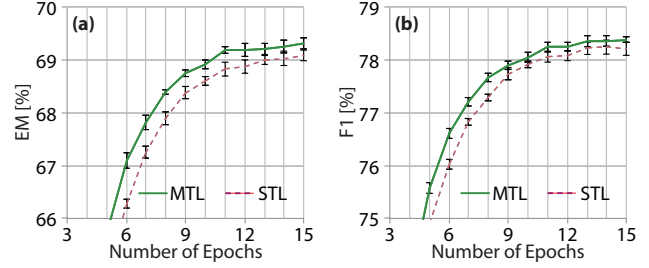 (a)
EM [%]
70
69
68
67
66
3
6
9
12
15
MTL
STL
Number of Epochs
(b)
F1 [%]
79
78
77
76
75
3
6
9
12
15
MTL
STL
Number of Epochs